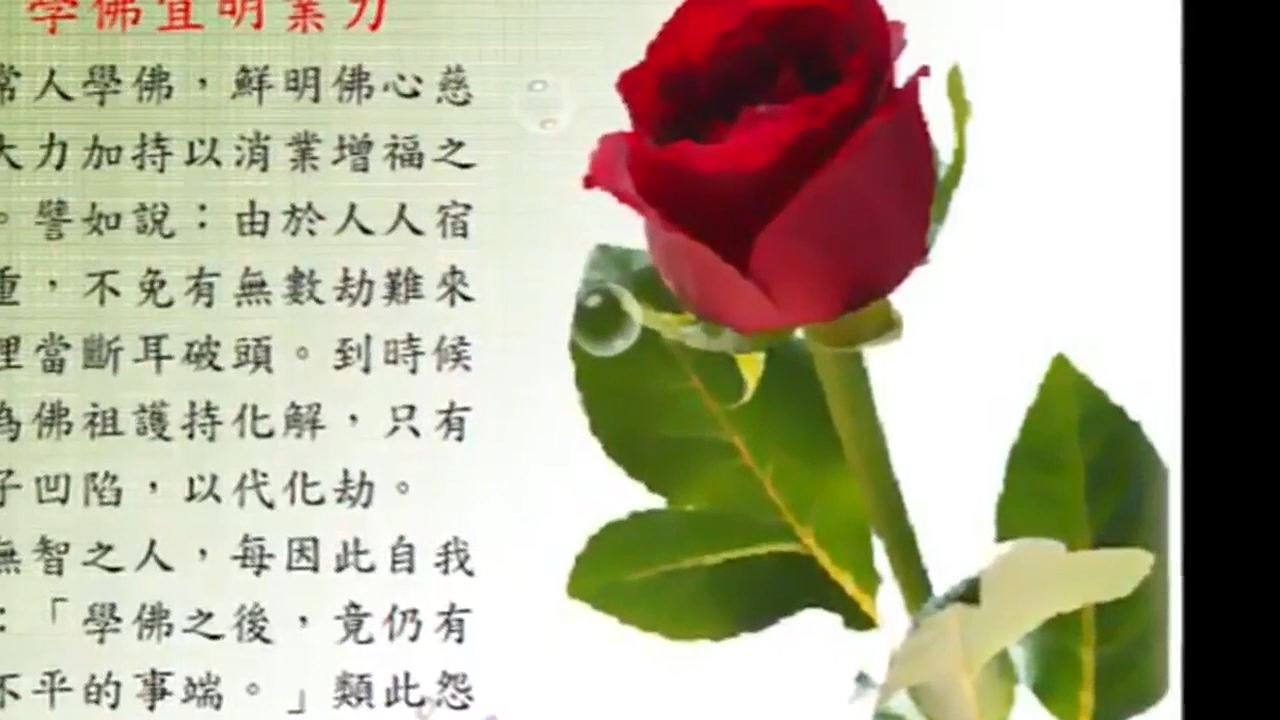 學佛宜明業力
常人學佛，鮮明佛心慈
大力加持以消業增福之
。譬如說：由於人人宿
重，不免有無數劫難來
裡當斷耳破頭。到時候
為佛祖護持化解，只有
子凹陷，以代化劫。
無智之人，每因此自我
：「學佛之後，竟仍有
不平的事端。」類此怨